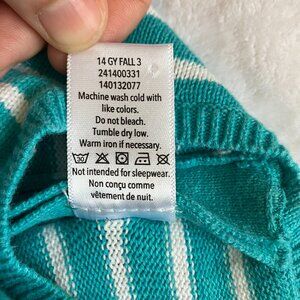 14 GY FALL 3
241400331
140132077
Machine wash cold with
like colors.
Do not bleach.
Tumble dry low.
Warm iron if necessary.
30
Not intended for sleepwear.
Non conçu comme
vêtement de nuit.